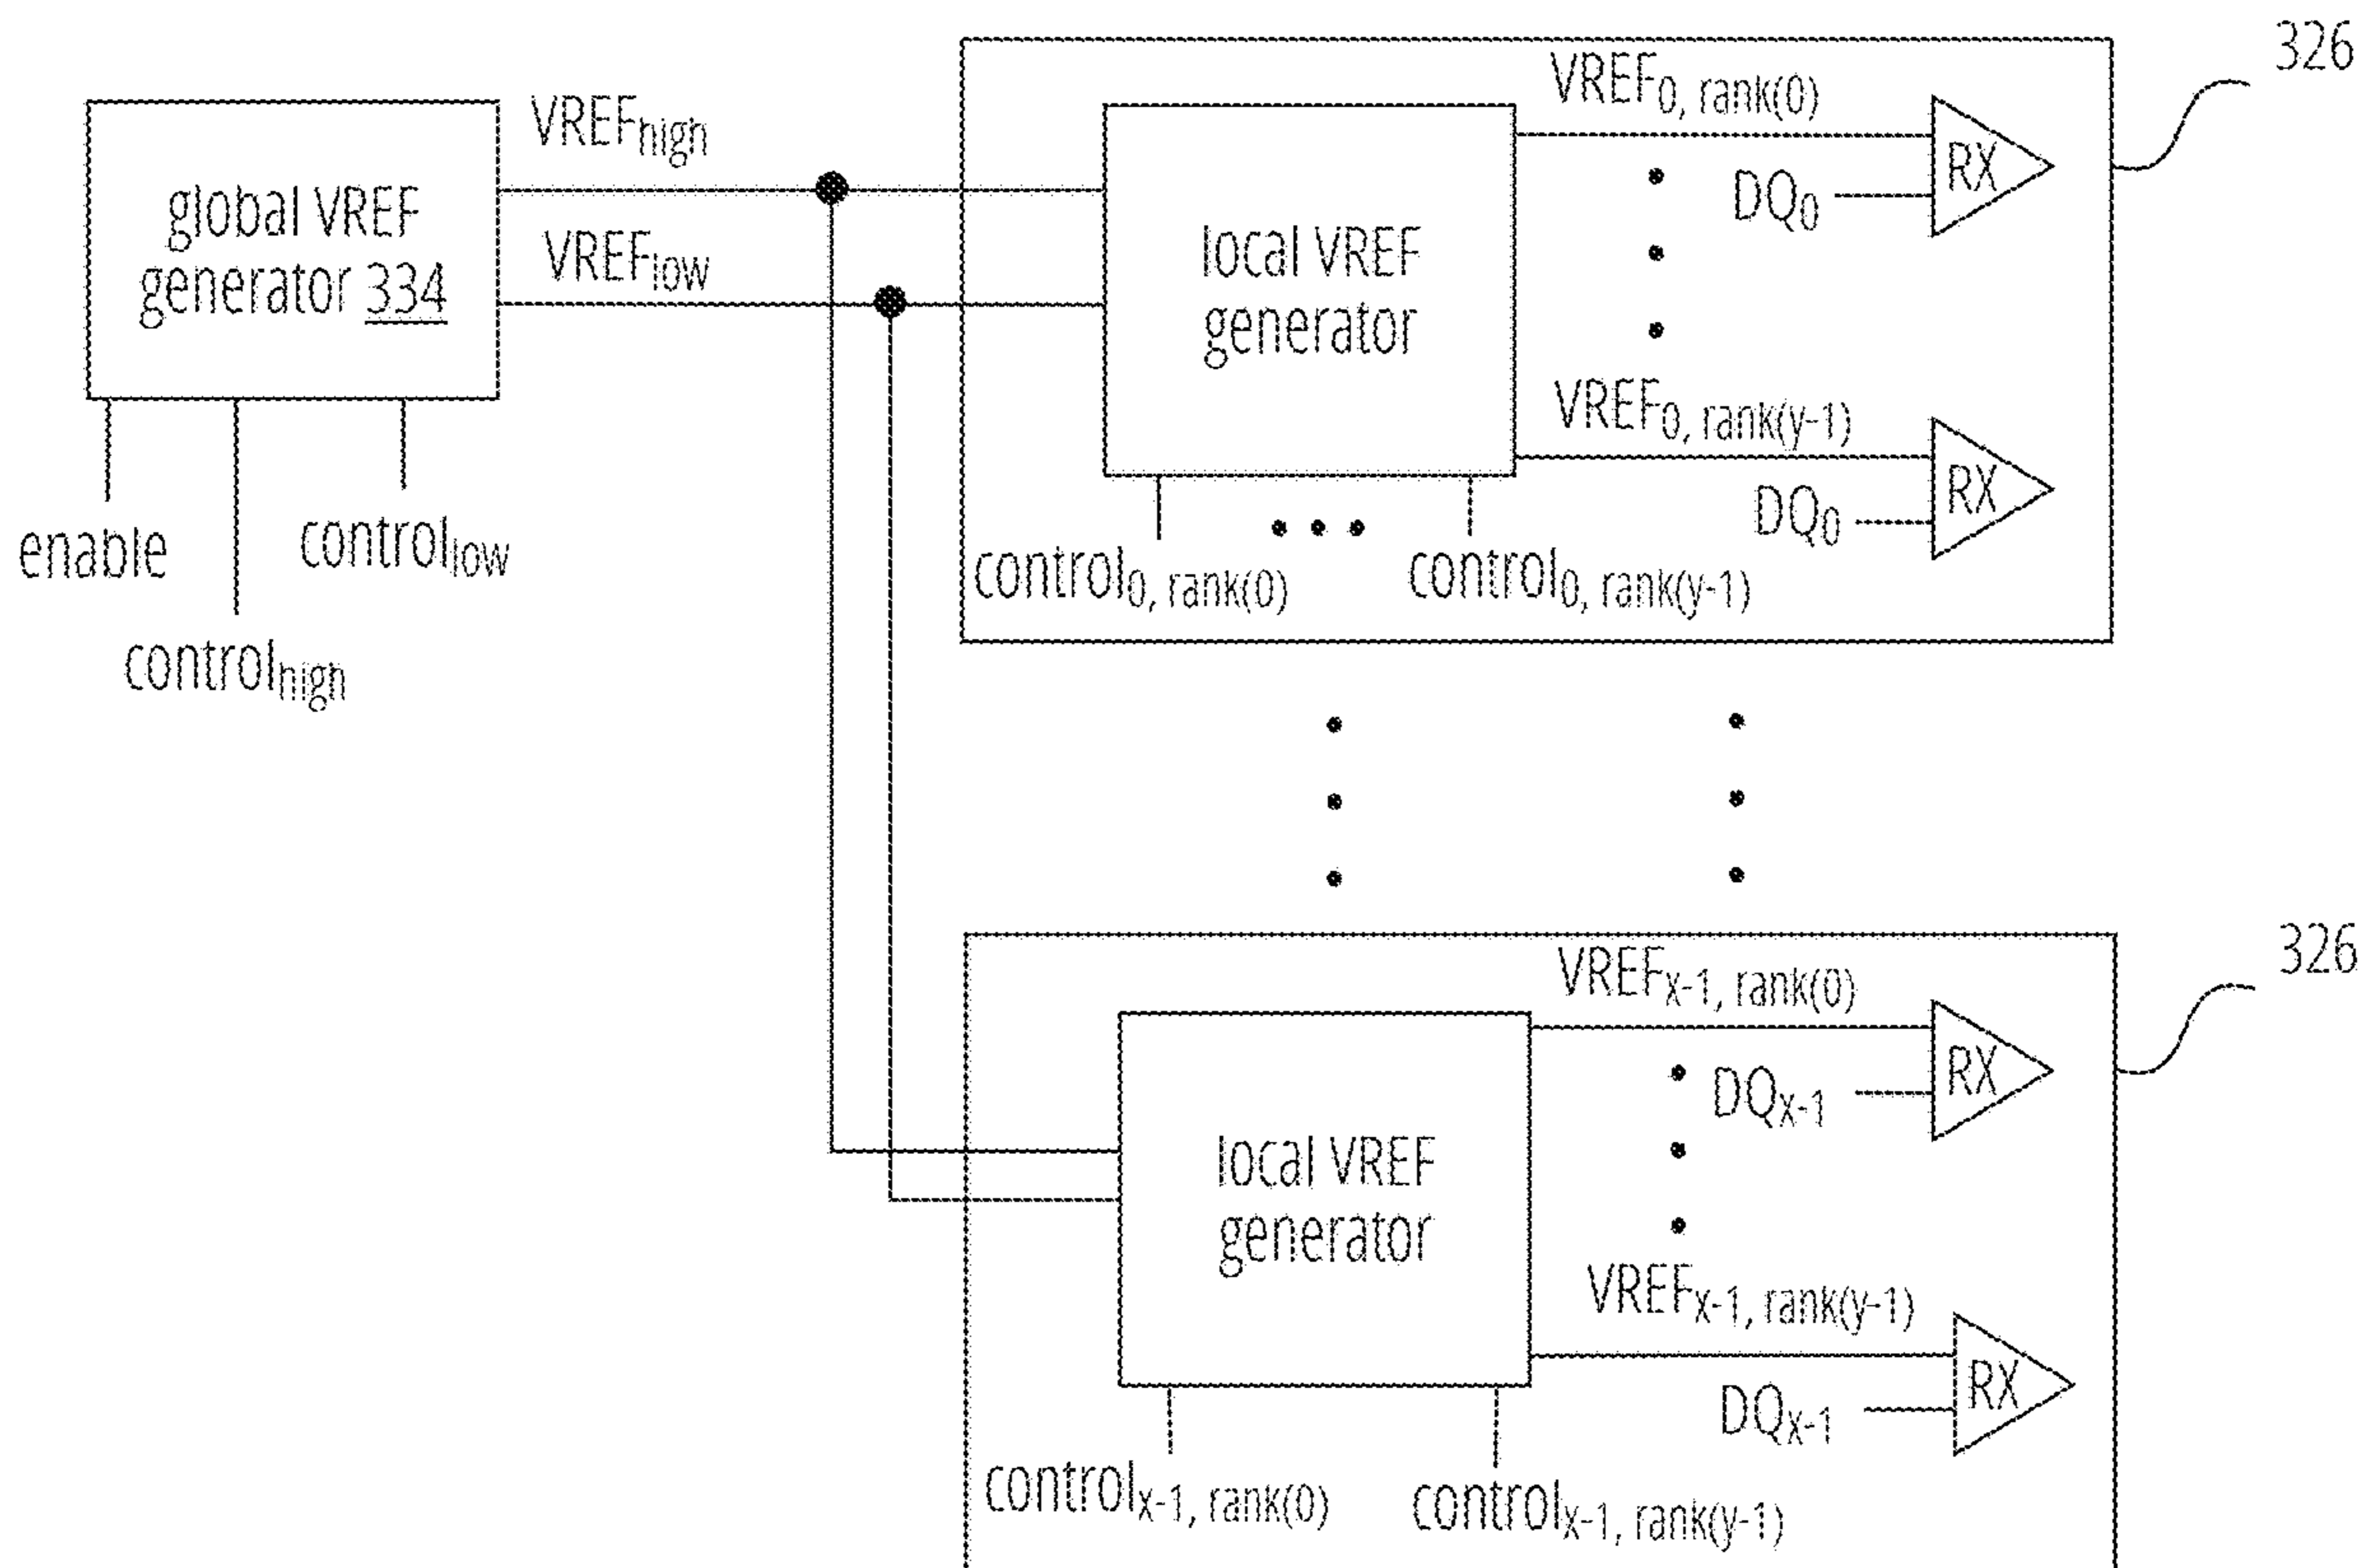 326
VREF0, rank(0)
VREFhigh
RX
global VREF
generator 334
DQ0
VREFlow
local VREF
generator
VREF0, rank(y-1)
RX
DQ0
enable
controllow
control0, rank(0)
control0, rank(y-1)
controlhigh
326
VREFx-1, rank(0)
RX
DQx-1
local VREF
generator
VREFx-1, rank(y-1)
RX
DQx-1
controlx-1, rank(0)
controlx-1, rank(y-1)